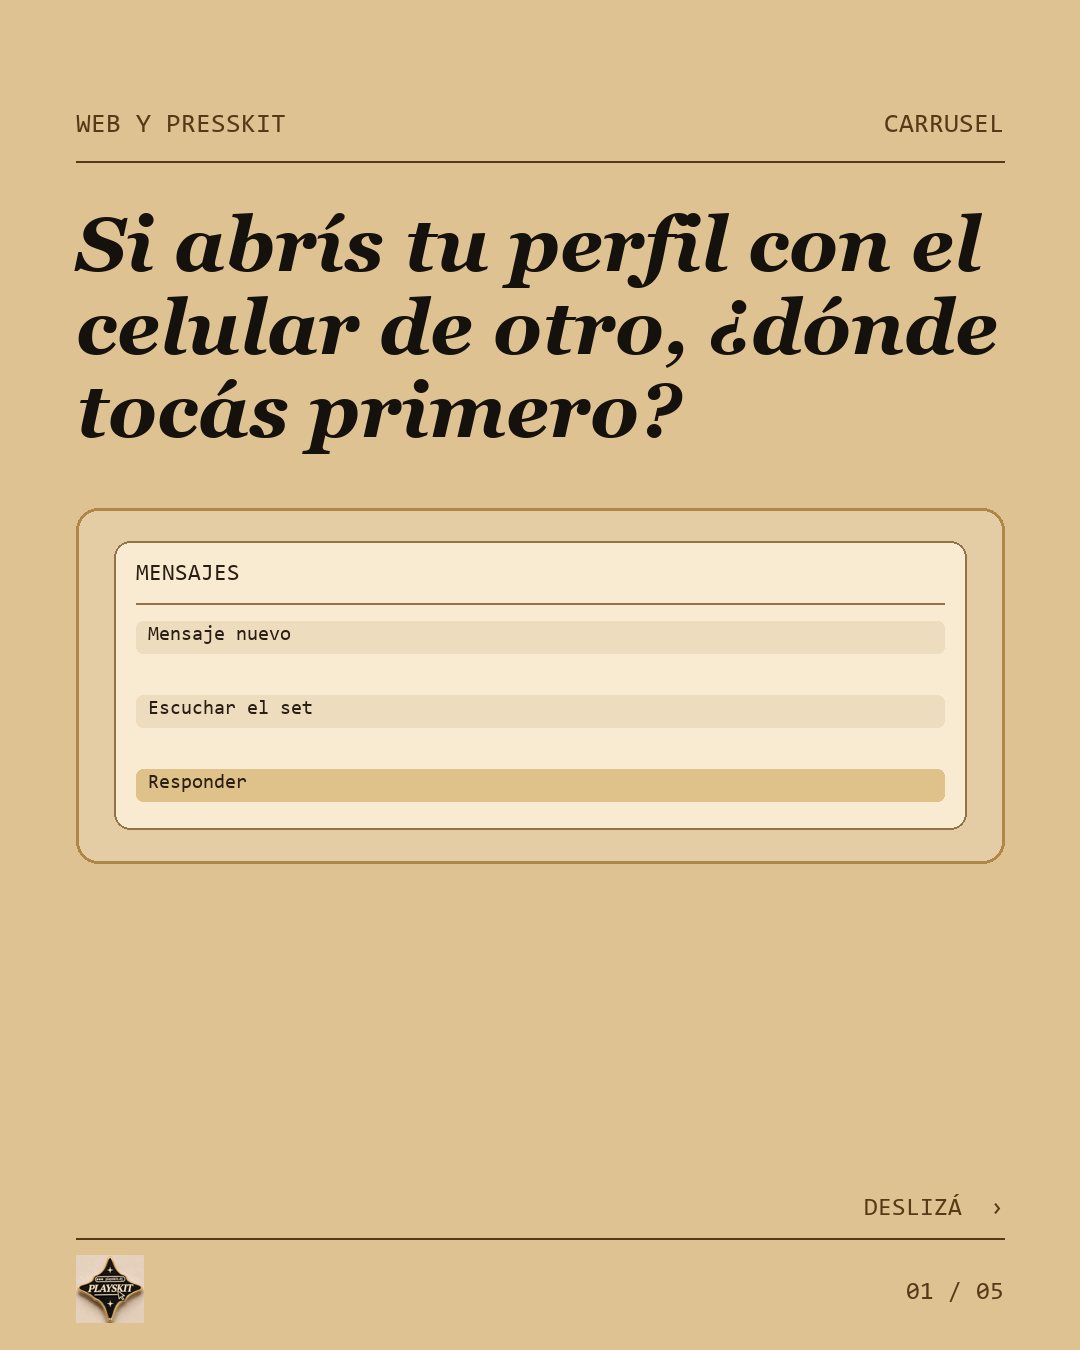 WEB Y PRESSKIT
CARRUSEL
Si abrís tu perfil con el
celular de otro, ¿dónde
tocás primero?
MENSAJES
Mensaje nuevo
Escuchar el set
Responder
DESLIZÁ ›
PLAYSKIT
01 / 05